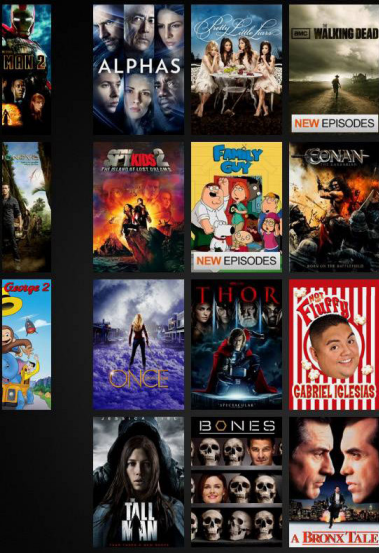 MAN 2
ALPHAS
Pretty Little Liars
AMC THE WALKING DEAD
NEW EPISODES
SPY KIDS 2
THE ISLAND OF LOST DREAMS
FAMILY GUY
NEW EPISODES
CONAN
THE BARBARIAN
George 2
ONCE
THOR
HOT
Fluffy
GABRIEL IGLESIAS
JESSICA BIEL
THE
TALL
MAN
BONES
A BRONX TALE